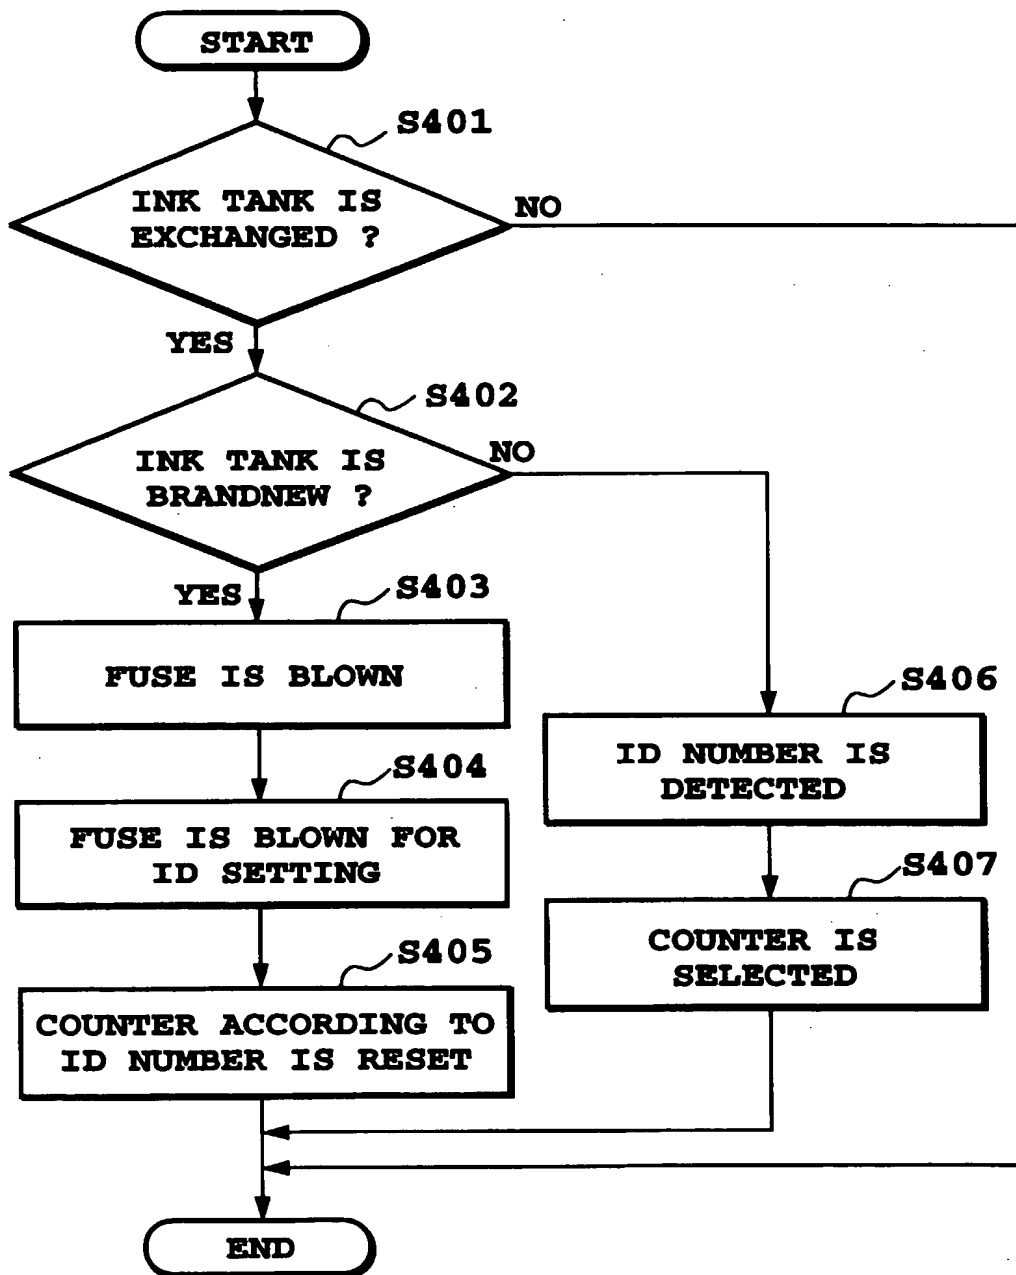 START
S401
INK TANK IS
EXCHANGED ?
NO
YES
S402
INK TANK IS
BRANDNEW ?
NO
YES
S403
FUSE IS BLOWN
S404
FUSE IS BLOWN FOR
ID SETTING
S405
COUNTER ACCORDING TO
ID NUMBER IS RESET
S406
ID NUMBER IS
DETECTED
S407
COUNTER IS
SELECTED
END